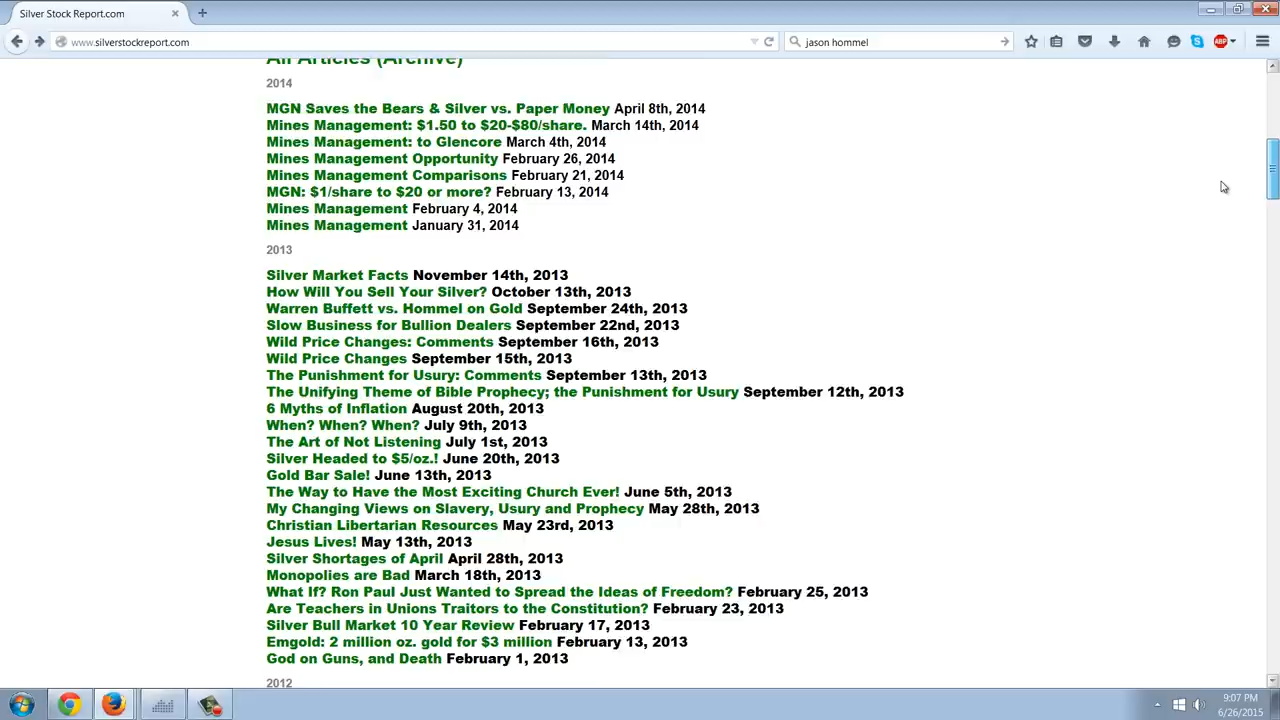 Silver Stock Report.com
www.silverstockreport.com
jason hommel
ABP
All Articles (Archive)
2014
MGN Saves the Bears & Silver vs. Paper Money April 8th, 2014
Mines Management: $1.50 to $20-$80/share. March 14th, 2014
Mines Management: to Glencore March 4th, 2014
Mines Management Opportunity February 26, 2014
Mines Management Comparisons February 21, 2014
MGN: $1/share to $20 or more? February 13, 2014
Mines Management February 4, 2014
Mines Management January 31, 2014
2013
Silver Market Facts November 14th, 2013
How Will You Sell Your Silver? October 13th, 2013
Warren Buffett vs. Hommel on Gold September 24th, 2013
Slow Business for Bullion Dealers September 22nd, 2013
Wild Price Changes: Comments September 16th, 2013
Wild Price Changes September 15th, 2013
The Punishment for Usury: Comments September 13th, 2013
The Unifying Theme of Bible Prophecy; the Punishment for Usury September 12th, 2013
6 Myths of Inflation August 20th, 2013
When? When? When? July 9th, 2013
The Art of Not Listening July 1st, 2013
Silver Headed to $5/oz.! June 20th, 2013
Gold Bar Sale! June 13th, 2013
The Way to Have the Most Exciting Church Ever! June 5th, 2013
My Changing Views on Slavery, Usury and Prophecy May 28th, 2013
Christian Libertarian Resources May 23rd, 2013
Jesus Lives! May 13th, 2013
Silver Shortages of April April 28th, 2013
Monopolies are Bad March 18th, 2013
What If? Ron Paul Just Wanted to Spread the Ideas of Freedom? February 25, 2013
Are Teachers in Unions Traitors to the Constitution? February 23, 2013
Silver Bull Market 10 Year Review February 17, 2013
Emgold: 2 million oz. gold for $3 million February 13, 2013
God on Guns, and Death February 1, 2013
2012
9:07 PM
6/26/2015